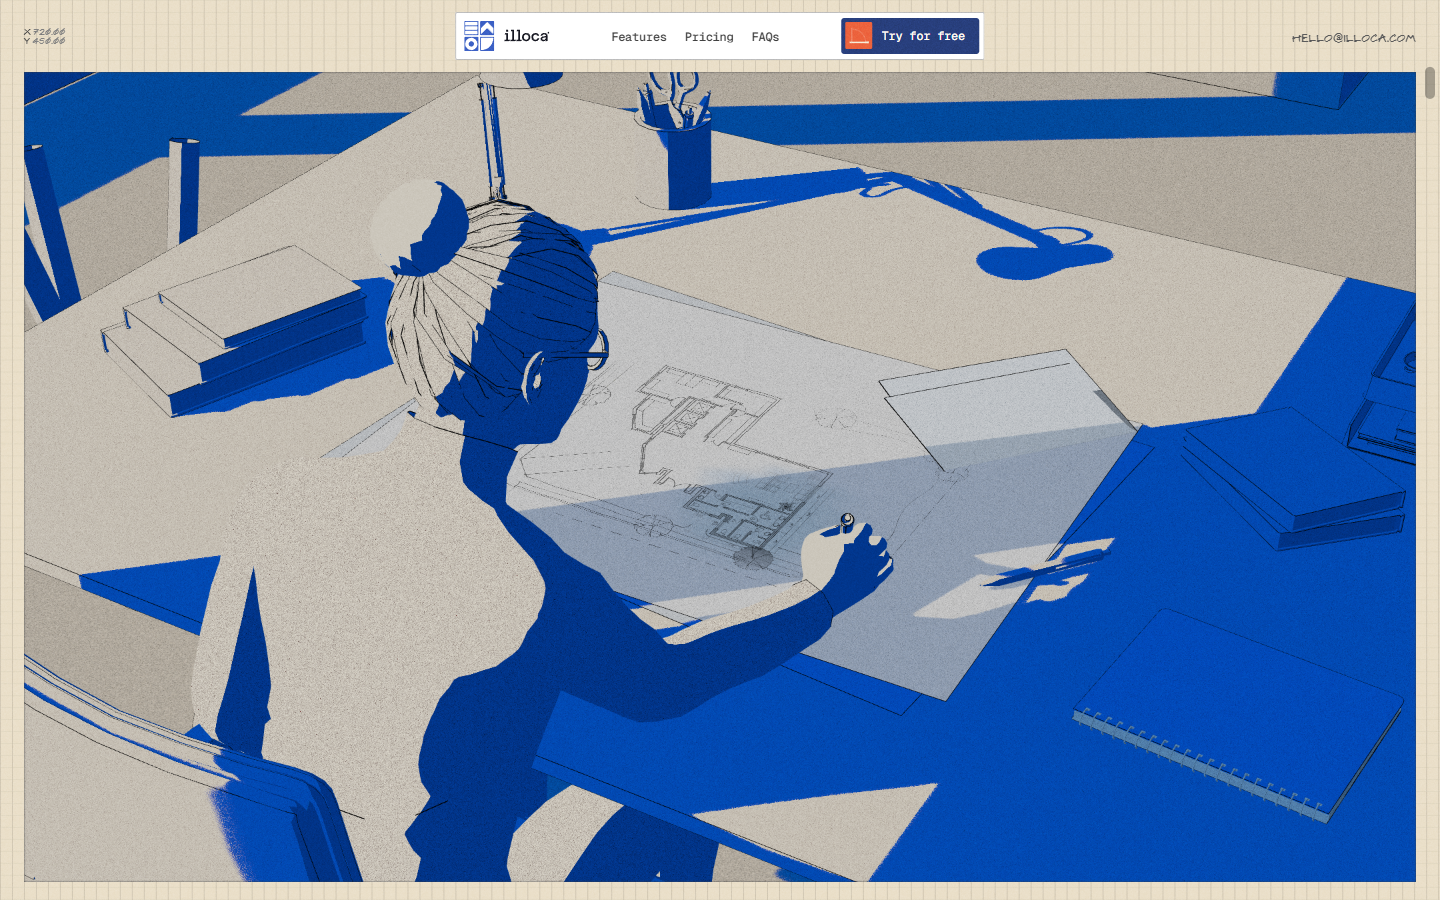 X 720.00
Y 450.00
illoca
Features
Pricing
FAQs
Try for free
HELLO@ILLOCA.COM